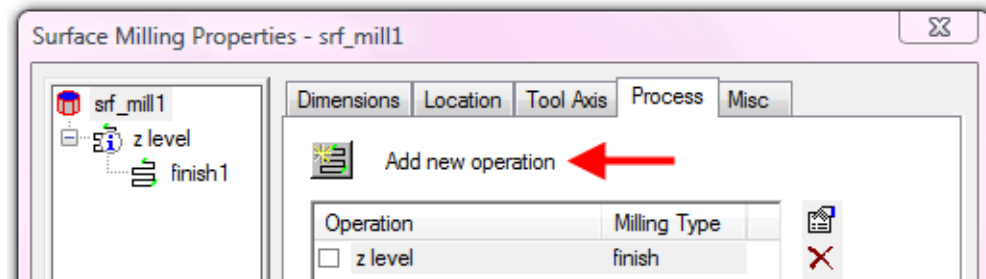 Surface Milling Properties - srf_mill1
srf_mill1
z level
finish1
Dimensions Location Tool Axis Process Misc
Add new operation
Operation Milling Type
z level finish